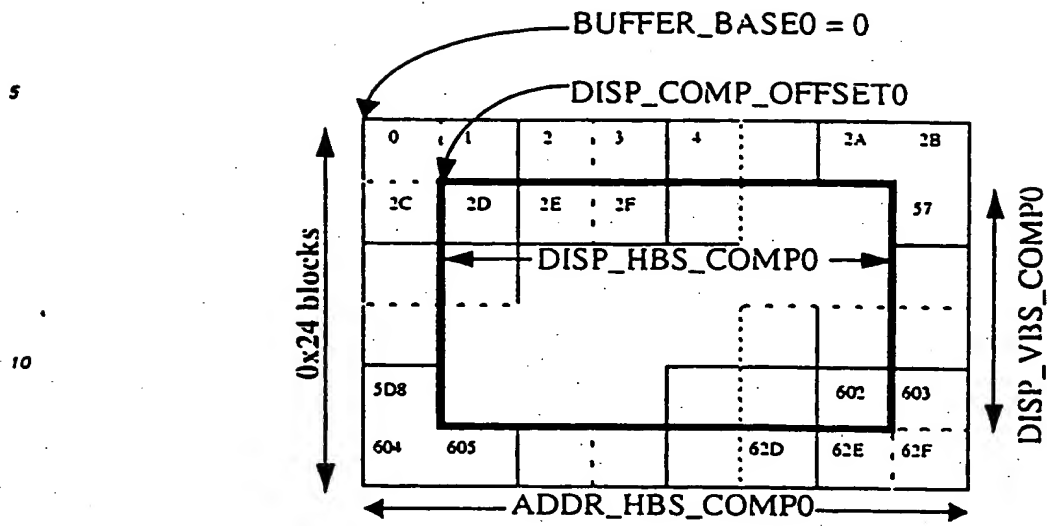 BUFFER_BASE0 = 0
5
DISP_COMP_OFFSET0
0 1 2 3 4 2A 2B
2C 2D 2E 2F 57
DISP_HBS_COMP0
0x24 blocks
DISP_VBS_COMP0
10
5D8 602 603
604 605 62D 62E 62F
ADDR_HBS_COMP0